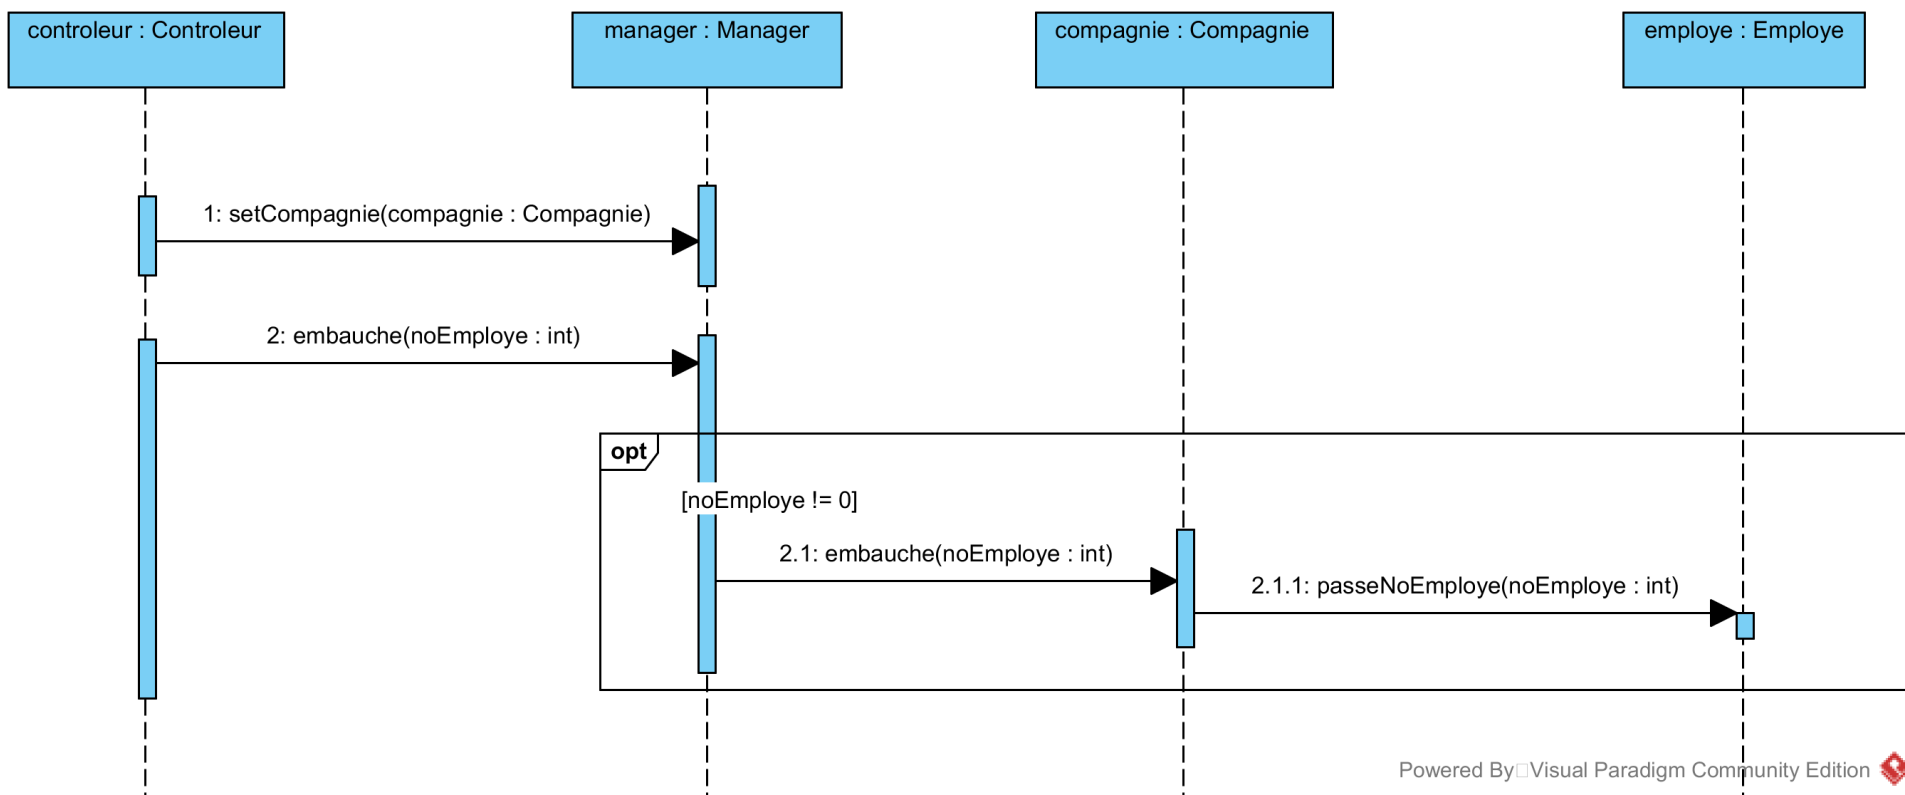 controleur : Controleur
manager : Manager
compagnie : Compagnie
employe : Employe
1: setCompagnie(compagnie : Compagnie)
2: embauche(noEmploye : int)
opt
[noEmploye != 0]
2.1: embauche(noEmploye : int)
2.1.1: passeNoEmploye(noEmploye : int)
Powered By Visual Paradigm Community Edition